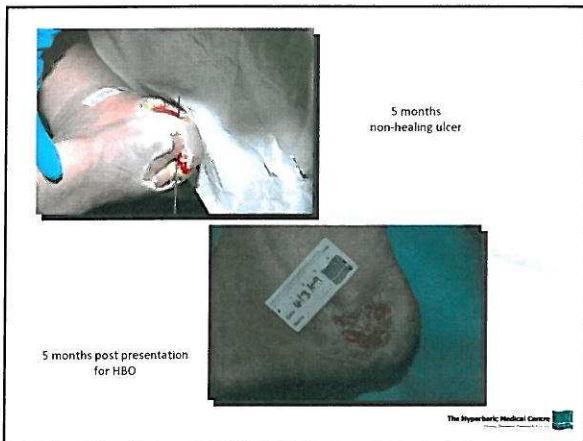 5 months
non-healing ulcer
5 months post presentation
for HBO
The Hyperbaric Medical Centre